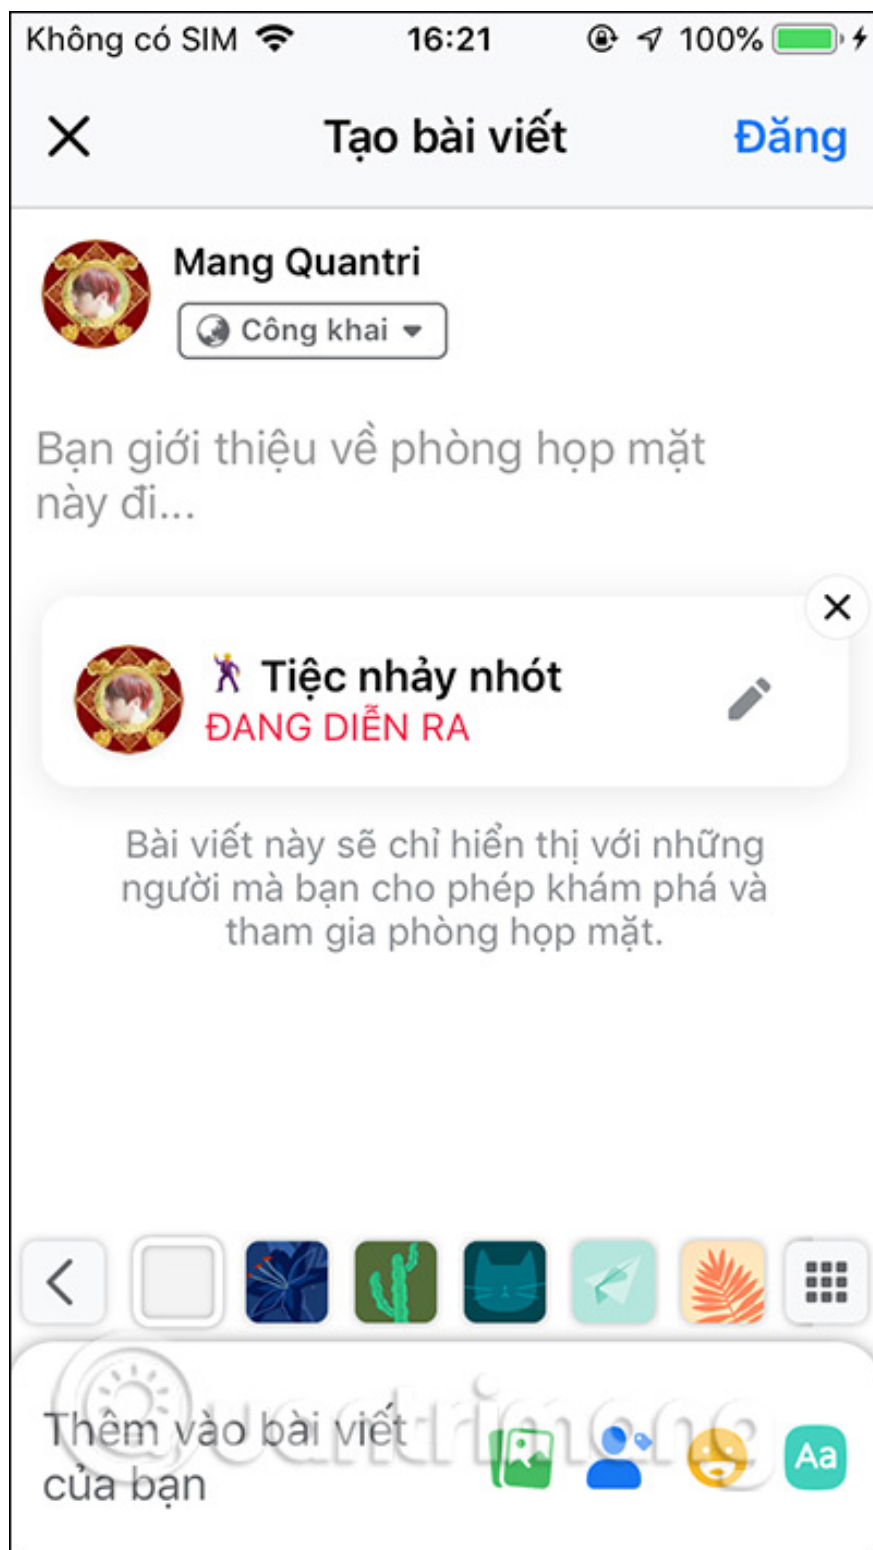 Không có SIM 16:21 100%
Tạo bài viết Đăng
Mang Quantri
Công khai
Bạn giới thiệu về phòng họp mặt
này đi...
Tiệc nhảy nhót
ĐANG DIỄN RA
Bài viết này sẽ chỉ hiển thị với những
người mà bạn cho phép khám phá và
tham gia phòng họp mặt.
Quantrimang
Thêm vào bài viết
của bạn
Aa